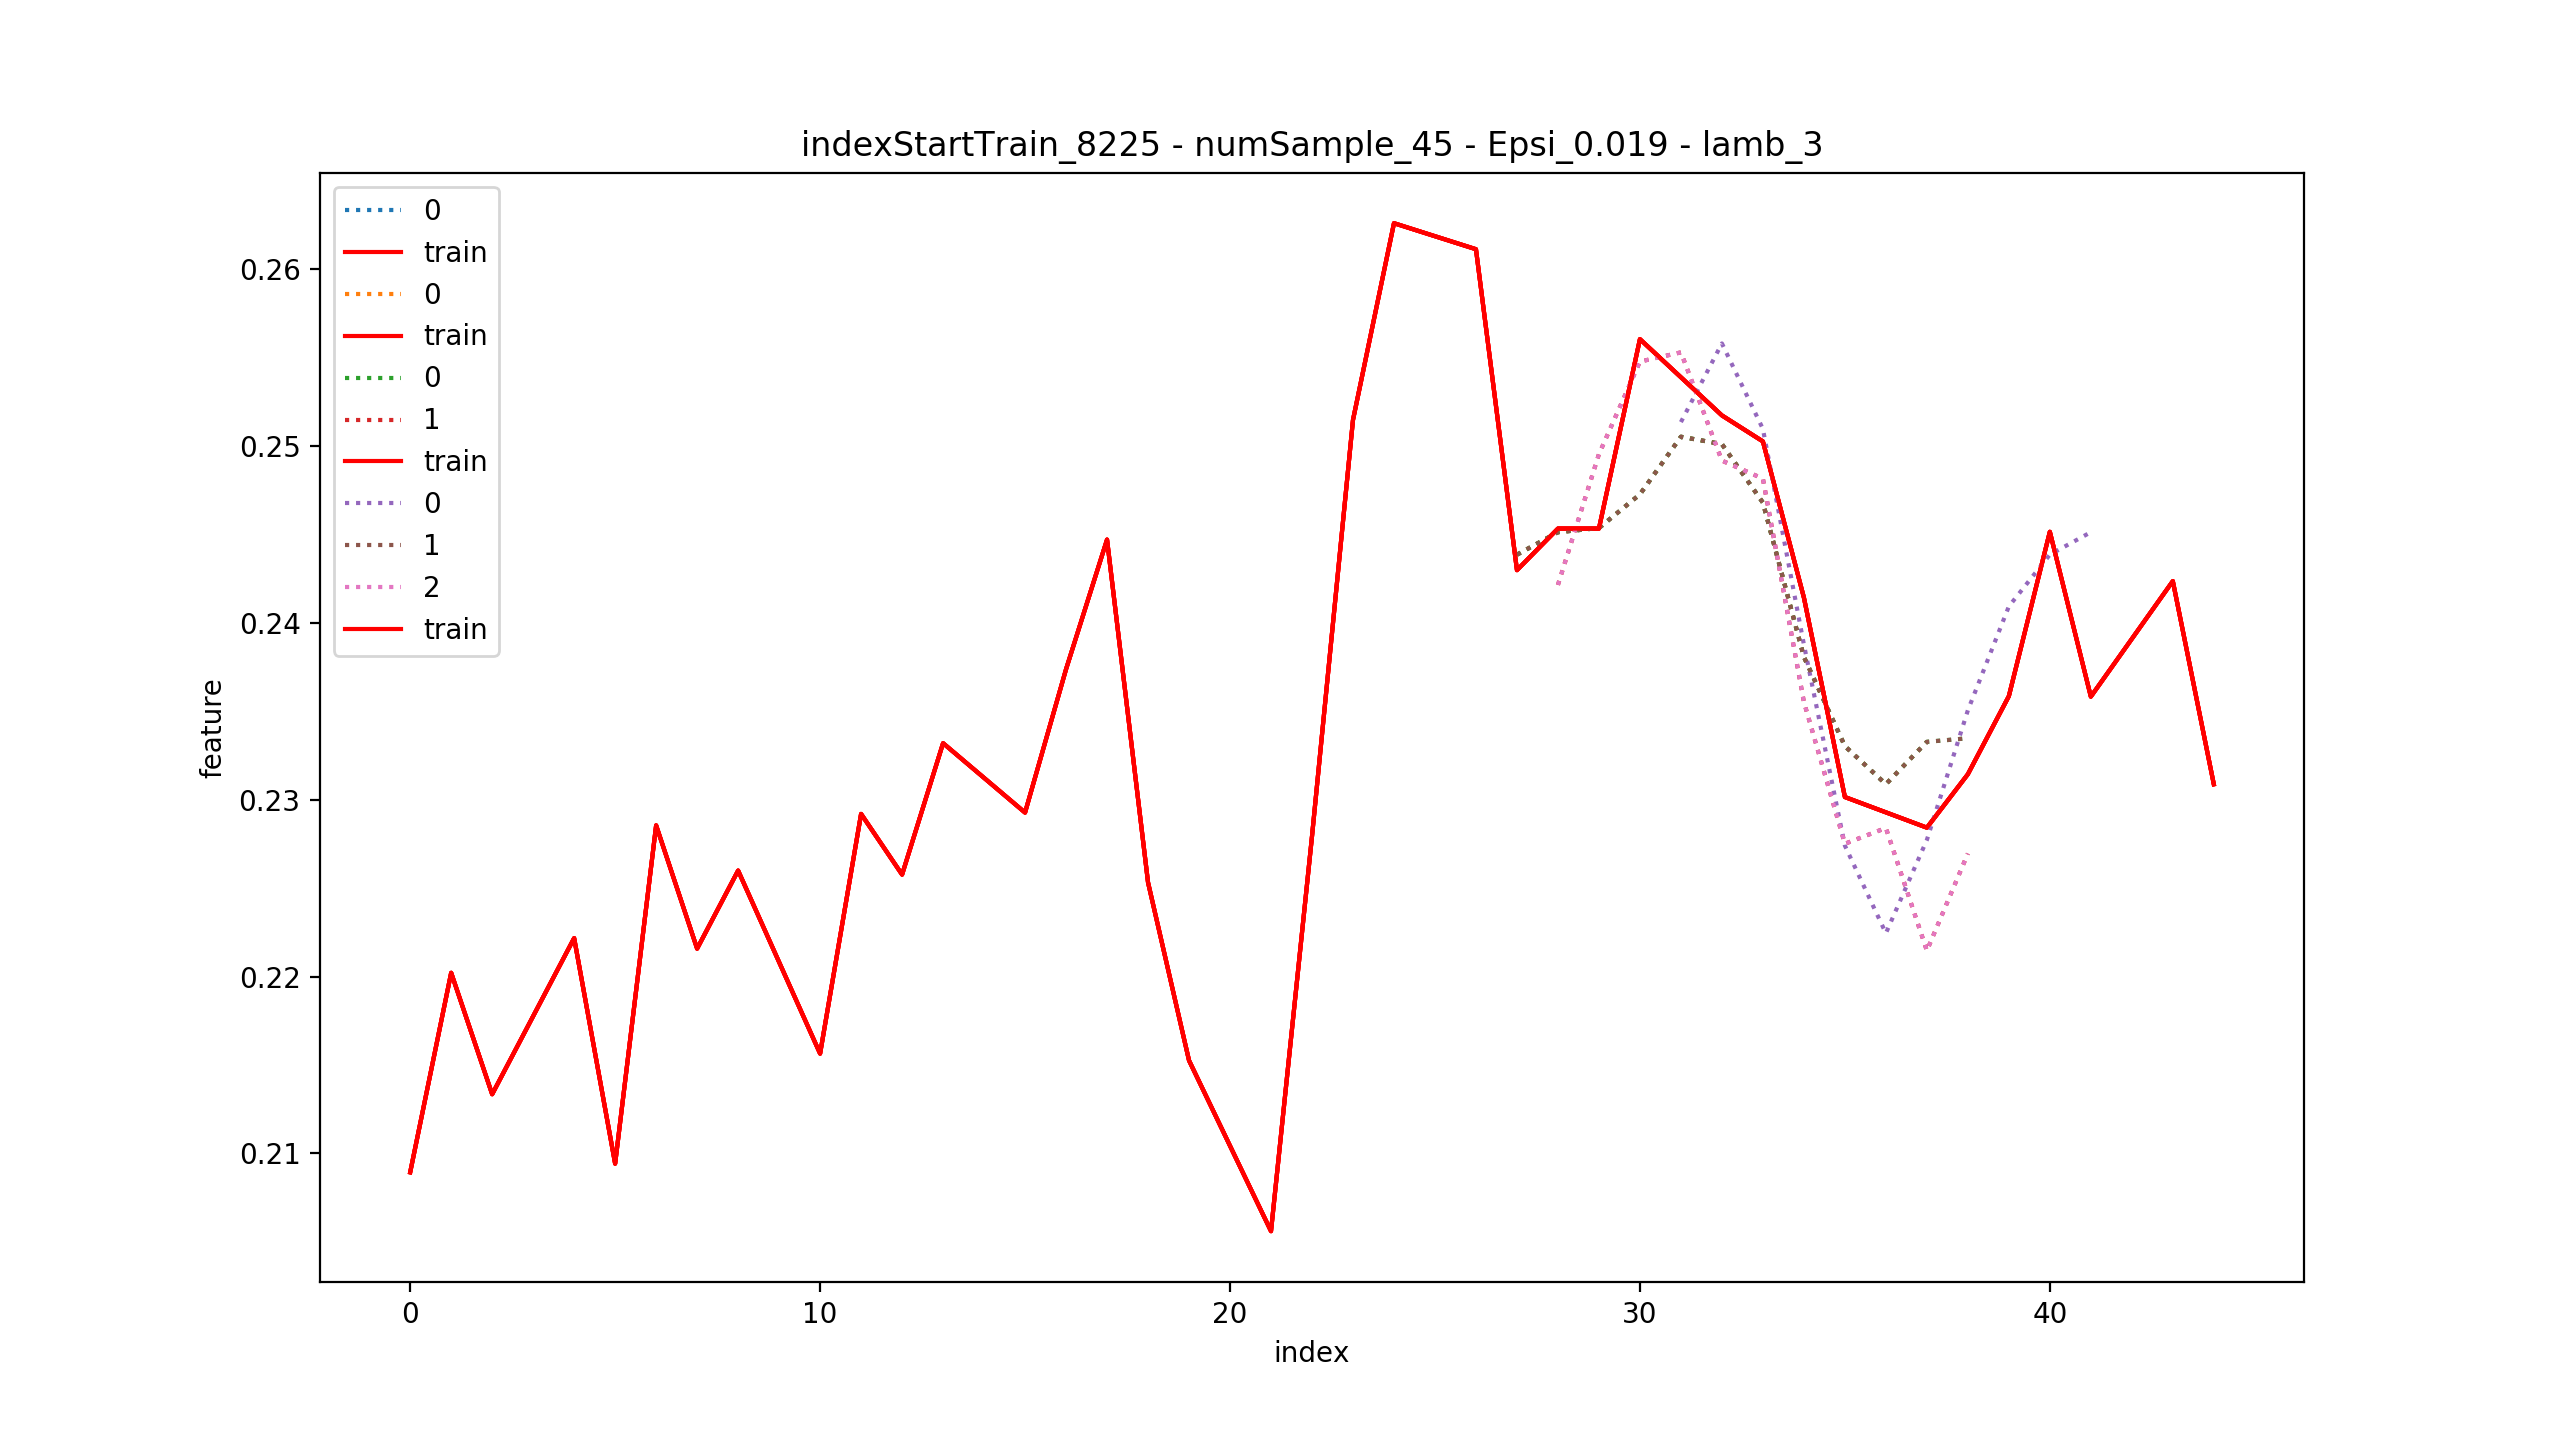 indexStartTrain_8225 - numSample_45 - Epsi_0.019 - lamb_3
0
train
0
train
0
1
train
0
1
2
train
0.26
0.25
0.24
0.23
0.22
0.21
feature
0 10 20 30 40
index